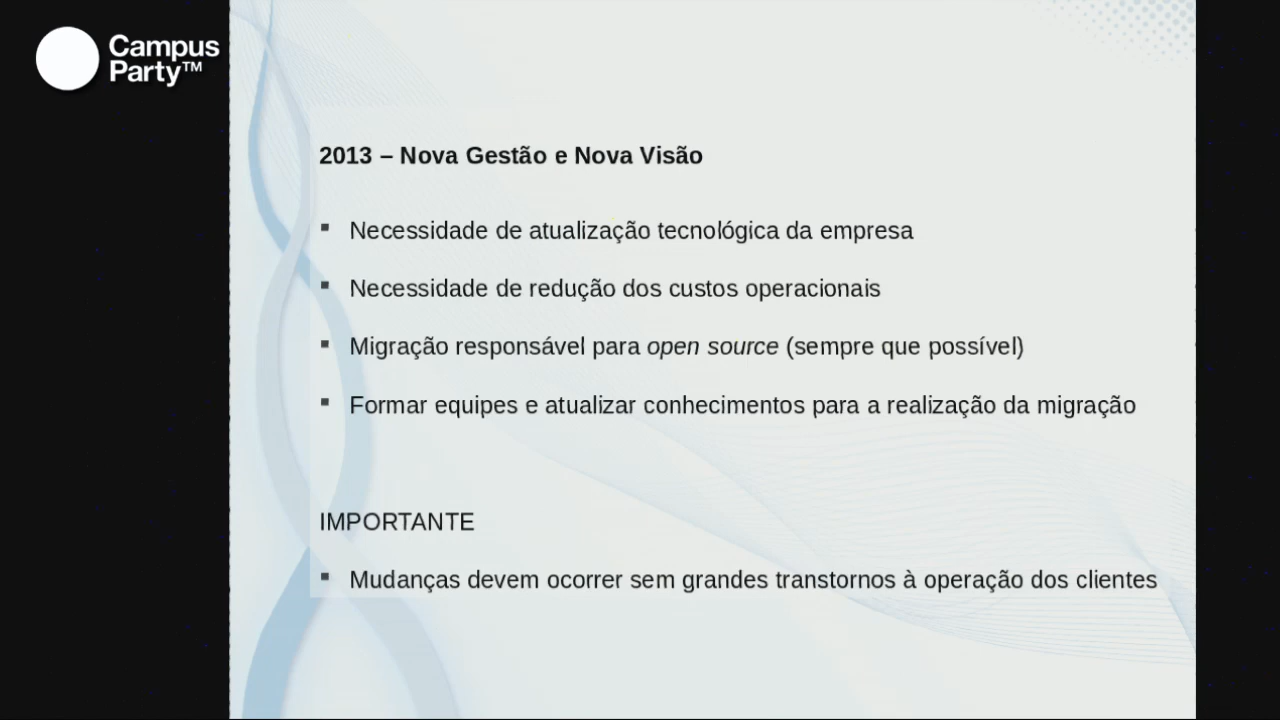 Campus
Party™
2013 – Nova Gestão e Nova Visão
Necessidade de atualização tecnológica da empresa
Necessidade de redução dos custos operacionais
Migração responsável para open source (sempre que possível)
Formar equipes e atualizar conhecimentos para a realização da migração
IMPORTANTE
Mudanças devem ocorrer sem grandes transtornos à operação dos clientes